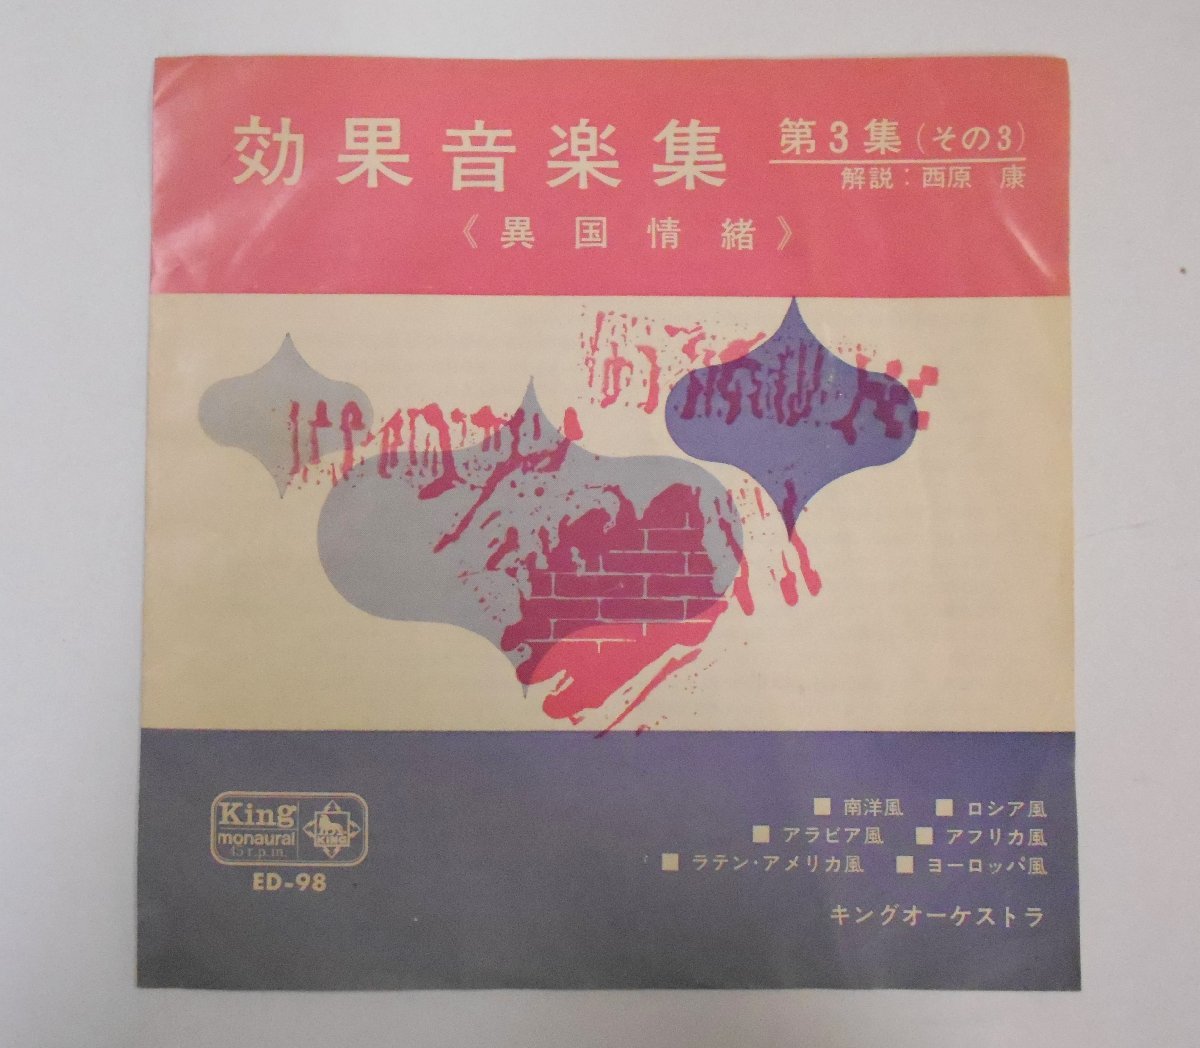 効果音楽集
第3集(その3)
解説:西原 康
《異国情緒》
■ 南洋風 ■ ロシア風
■ アラビア風 ■ アフリカ風
■ ラテン・アメリカ風 ■ ヨーロッパ風
キングオーケストラ
King
monaural
45 r.p.m.
KING
ED-98